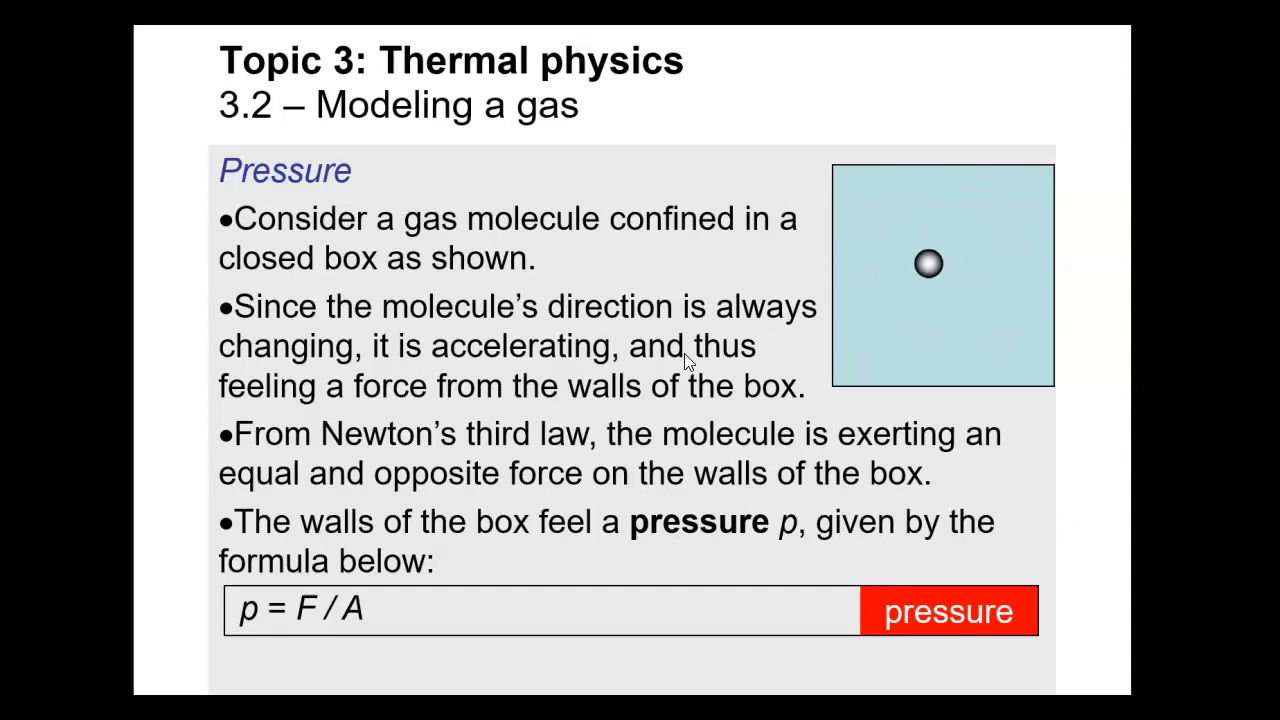 Topic 3: Thermal physics
3.2 – Modeling a gas
Pressure
•Consider a gas molecule confined in a
closed box as shown.
•Since the molecule’s direction is always
changing, it is accelerating, and thus
feeling a force from the walls of the box.
•From Newton’s third law, the molecule is exerting an
equal and opposite force on the walls of the box.
•The walls of the box feel a pressure p, given by the
formula below:
p = F / A
pressure